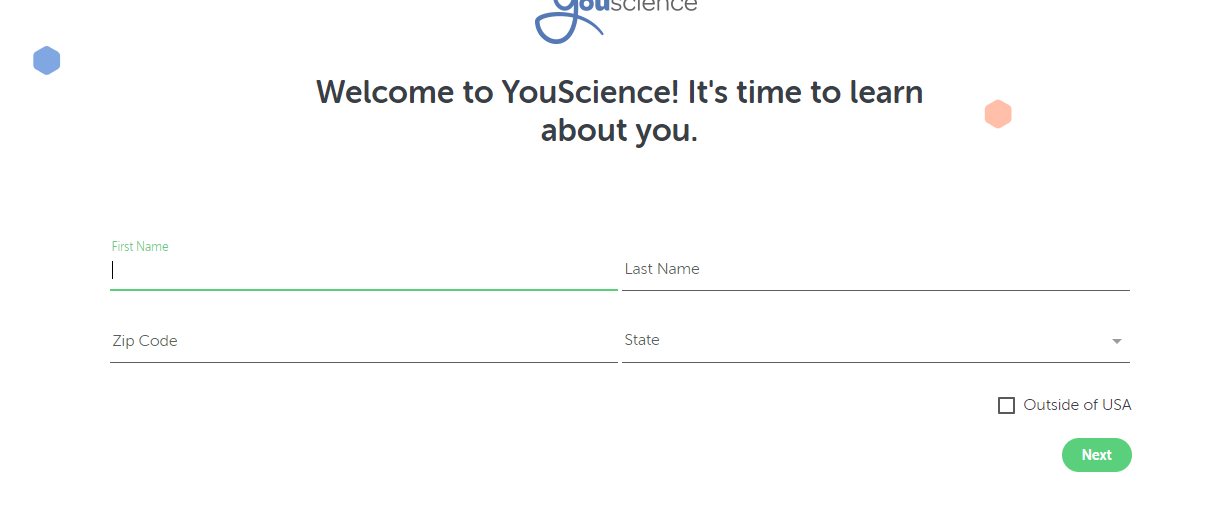 youscience
Welcome to YouScience! It's time to learn
about you.
First Name
Last Name
Zip Code
State
Outside of USA
Next